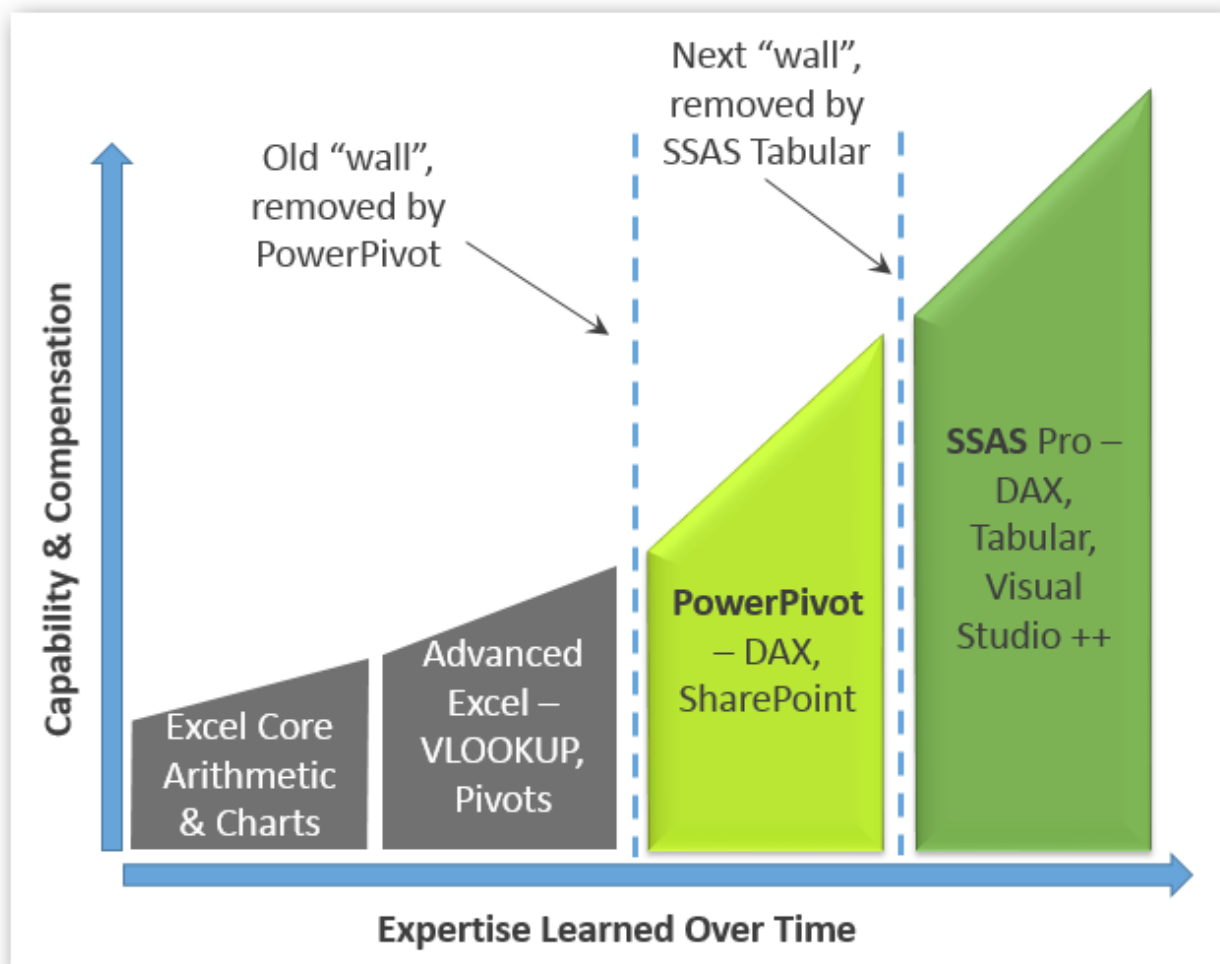 Next “wall”,
removed by
SSAS Tabular
Old “wall”,
removed by
PowerPivot
Capability & Compensation
Excel Core
Arithmetic
& Charts
Advanced
Excel –
VLOOKUP,
Pivots
PowerPivot
– DAX,
SharePoint
SSAS Pro –
DAX,
Tabular,
Visual
Studio ++
Expertise Learned Over Time